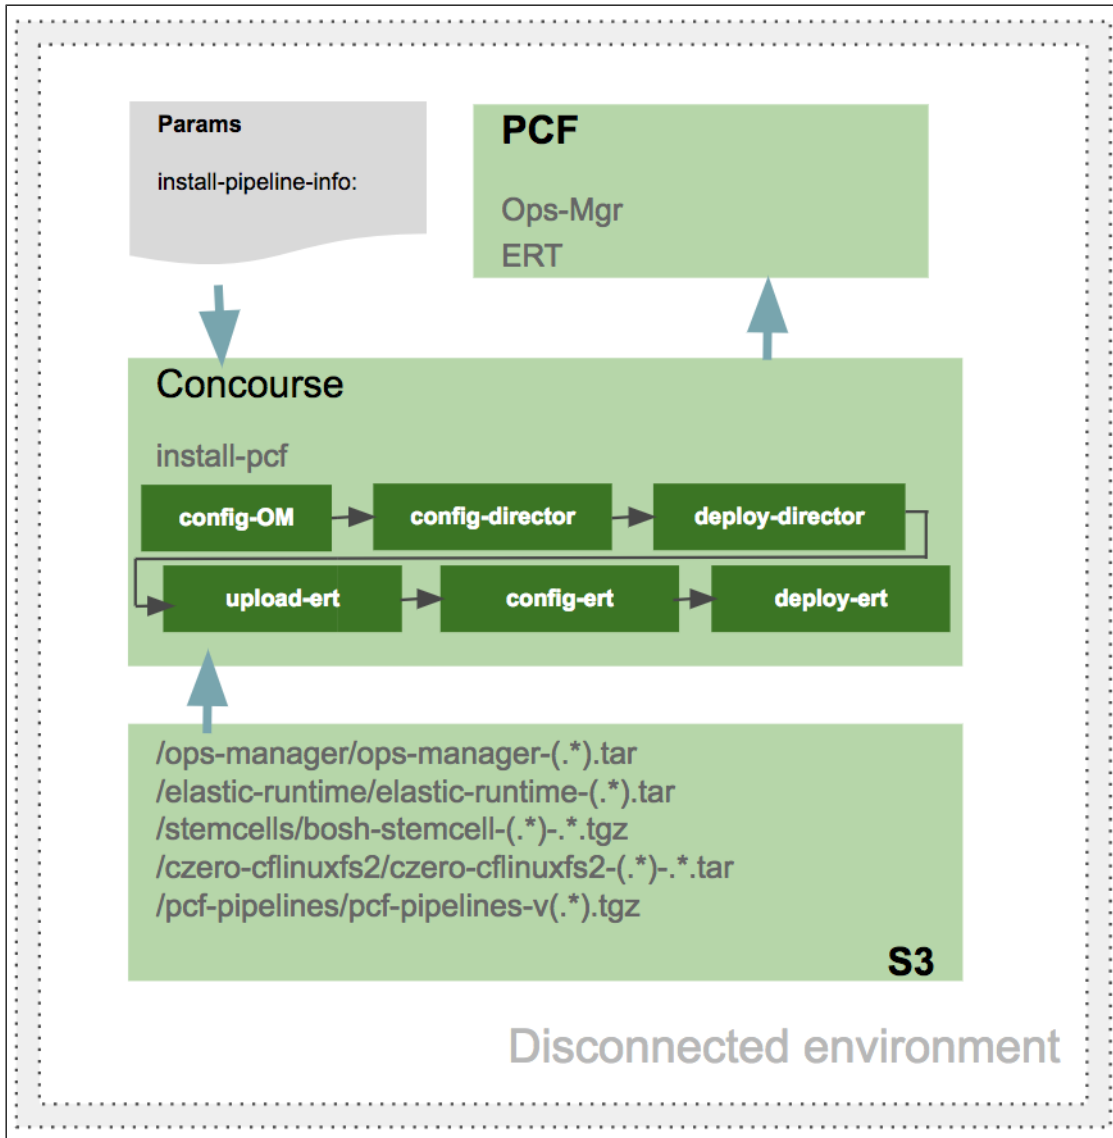 Params
install-pipeline-info:
PCF
Ops-Mgr
ERT
Concourse
install-pcf
config-OM
config-director
deploy-director
upload-ert
config-ert
deploy-ert
/ops-manager/ops-manager-(.*).tar
/elastic-runtime/elastic-runtime-(.*).tar
/stemcells/bosh-stemcell-(.*)-.*.tgz
/czero-cflinuxfs2/czero-cflinuxfs2-(.*)-.*.tar
/pcf-pipelines/pcf-pipelines-v(.*).tgz
S3
Disconnected environment